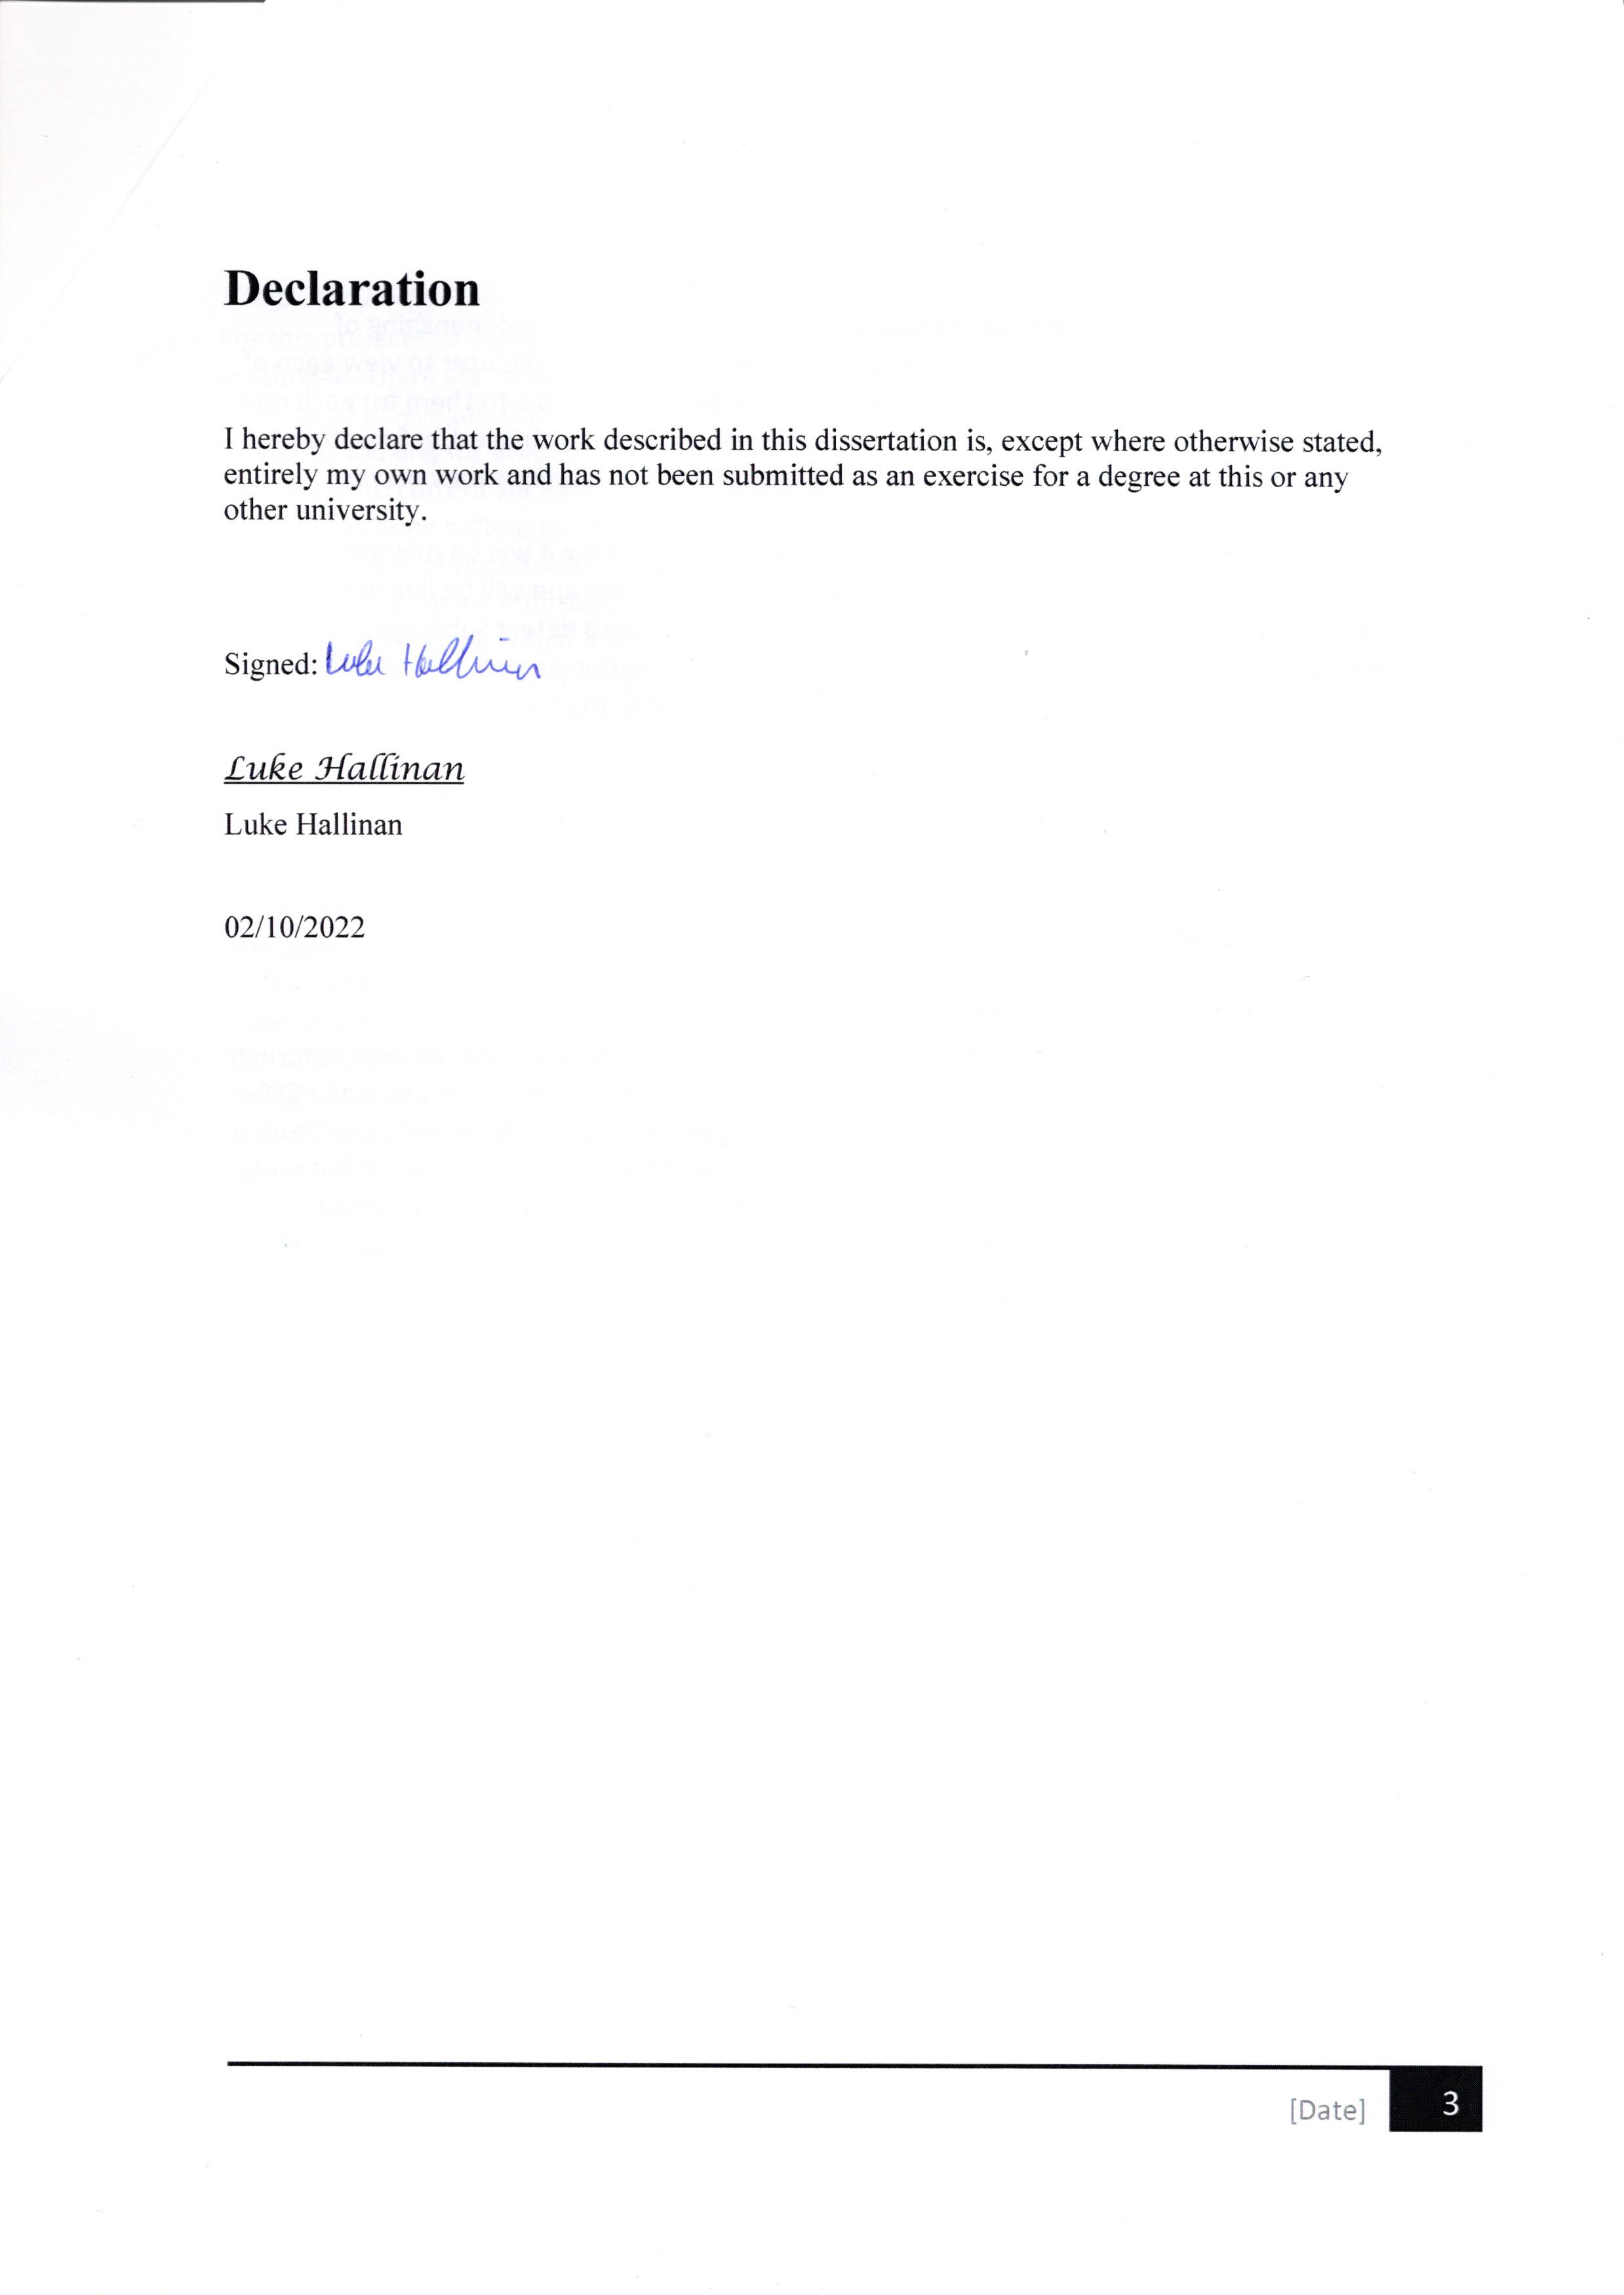 Declaration
I hereby declare that the work described in this dissertation is, except where otherwise stated,
entirely my own work and has not been submitted as an exercise for a degree at this or any
other university.
Signed: Luke Hallinan
Luke Hallinan
Luke Hallinan
02/10/2022
[Date] 3